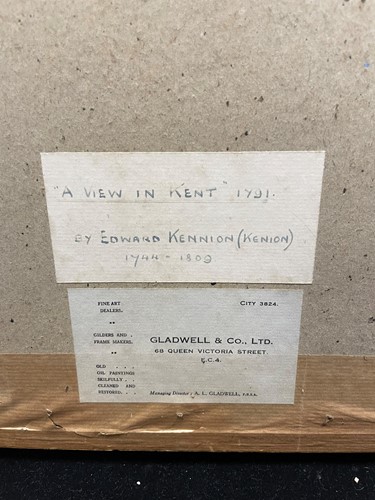 "A VIEW IN KENT" 1791.
BY EDWARD KENNION (KENION)
1744 - 1809
FINE ART
DEALERS.
GILDERS AND
FRAME MAKERS.
OLD . . .
OIL PAINTINGS
SKILFULLY . .
CLEANED AND
RESTORED. . .
CITY 3824.
GLADWELL & CO., LTD.
68 QUEEN VICTORIA STREET.
E.C.4.
Managing Director: A. L. GLADWELL, F.R.S.A.